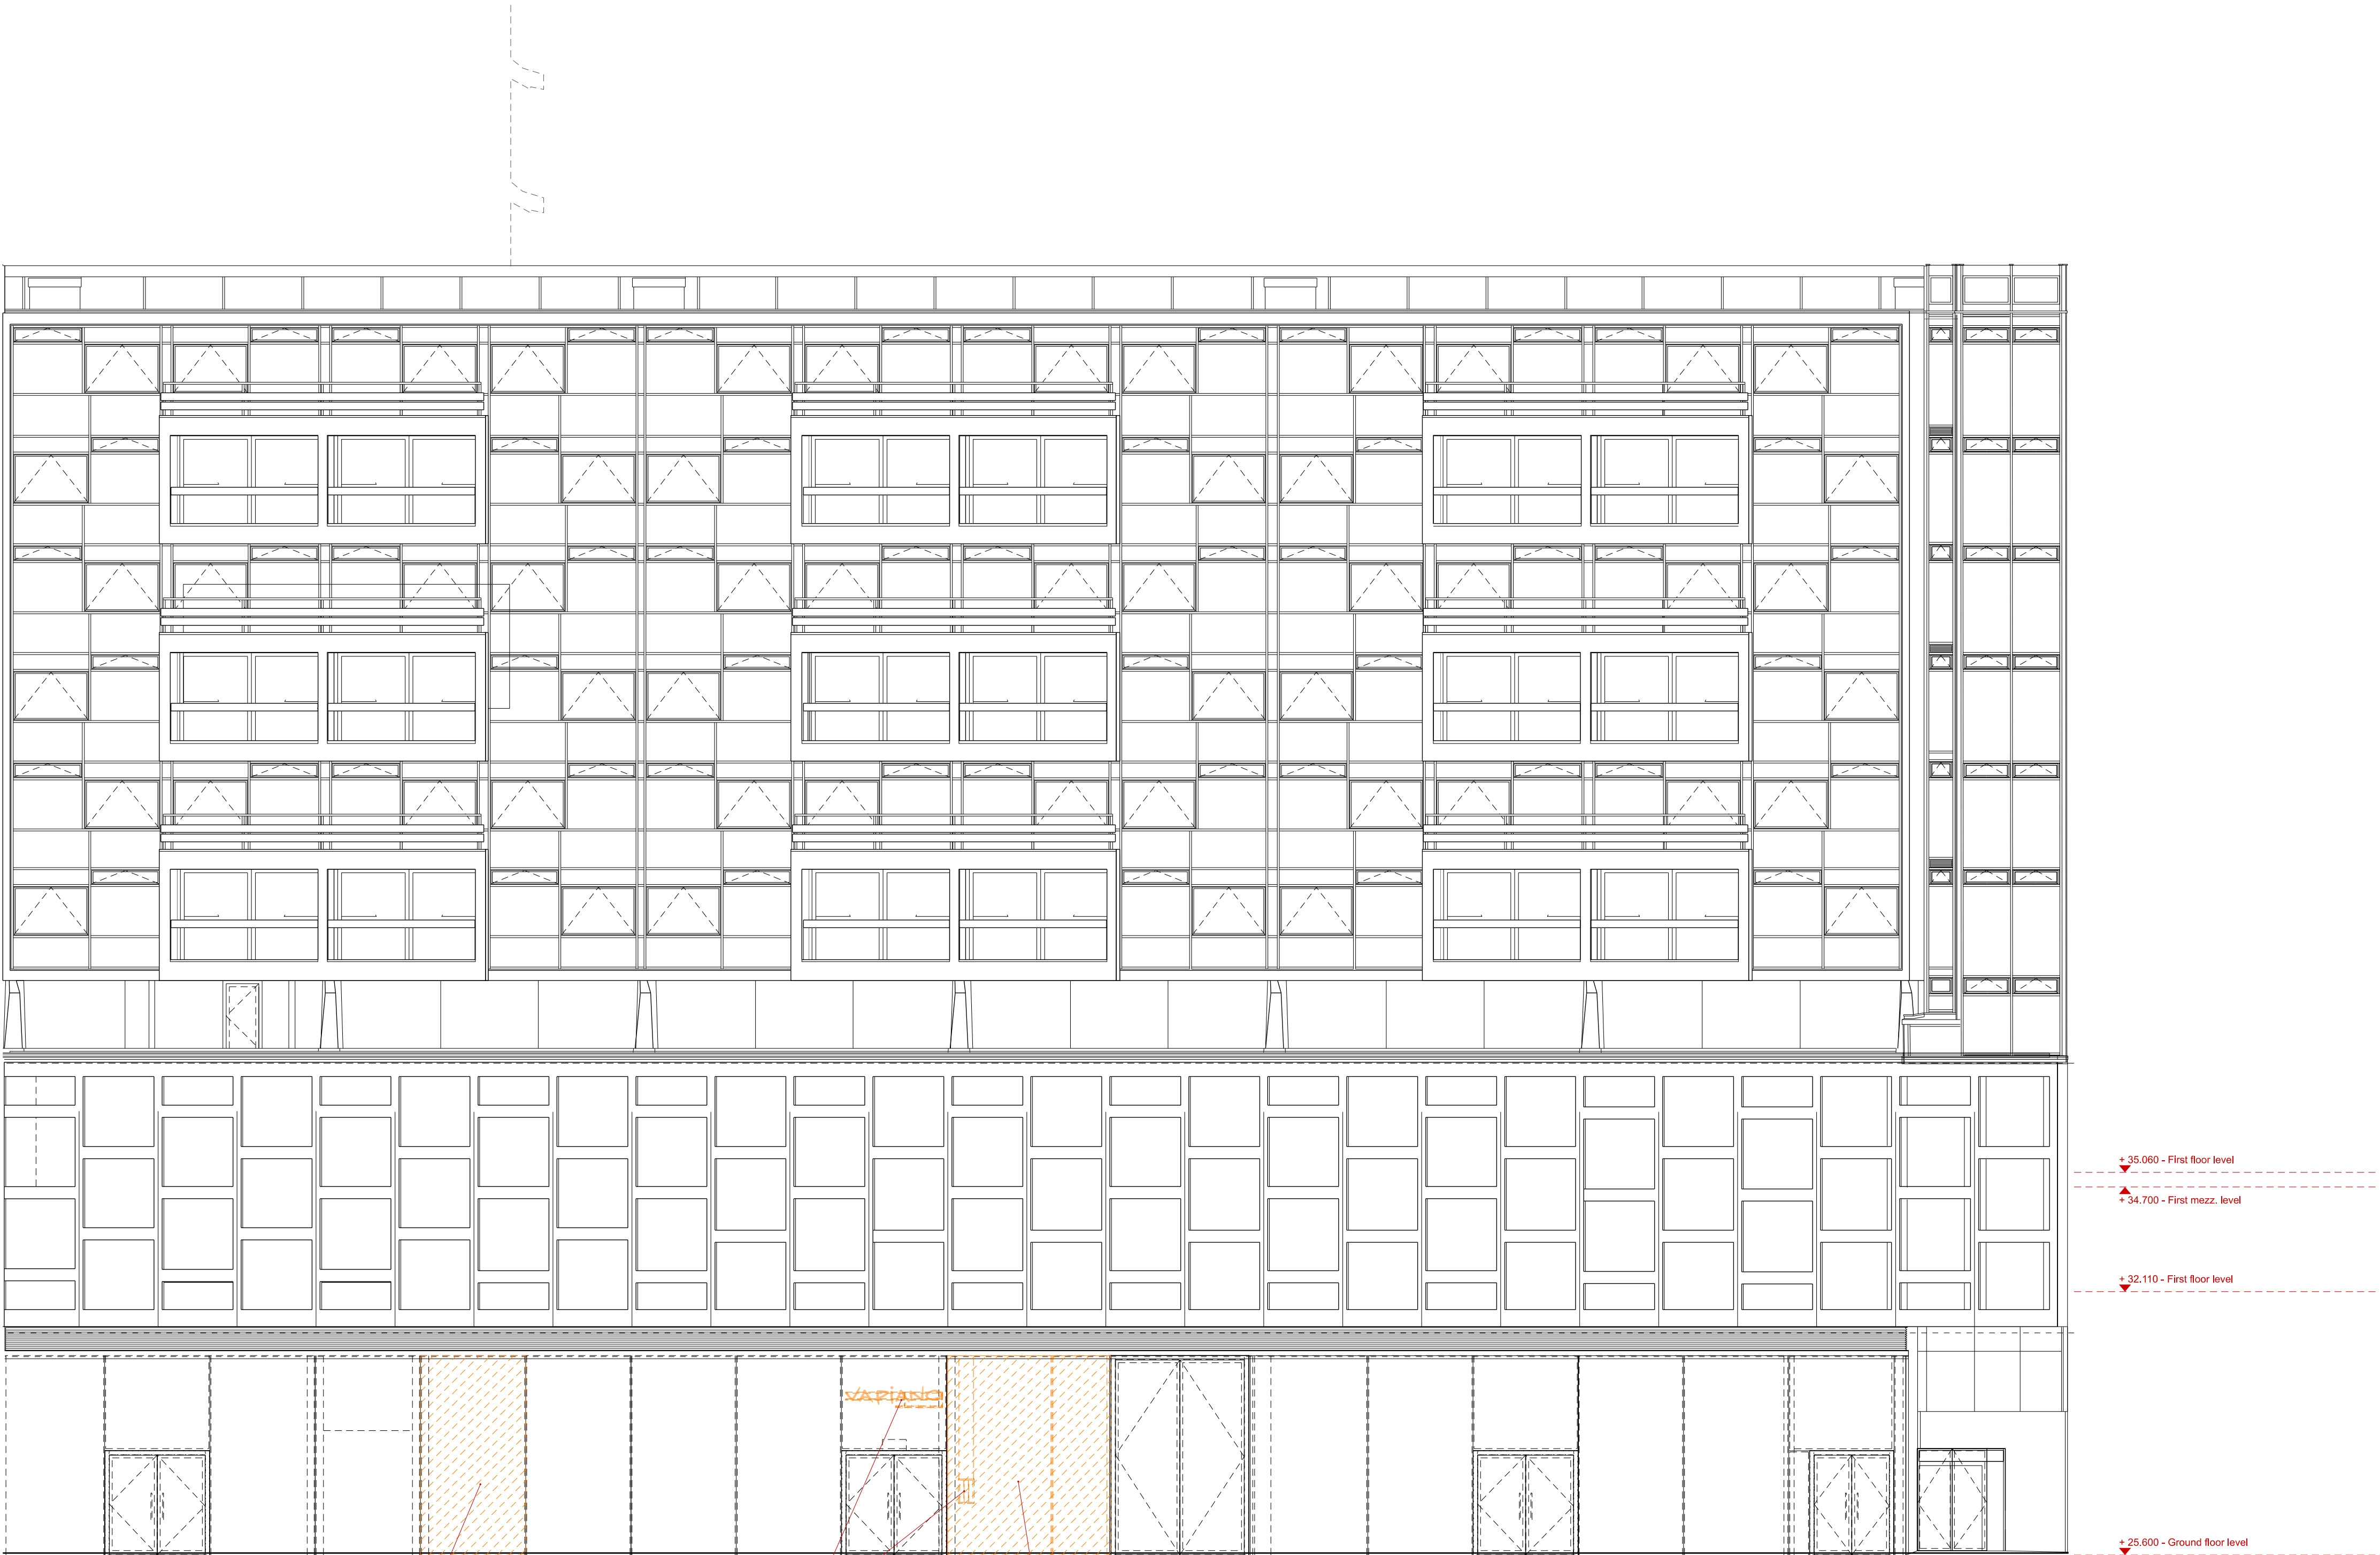 + 35.060 - First floor level
+ 34.700 - First mezz. level
+ 32.110 - First floor level
VAPIANO
+ 25.600 - Ground floor level